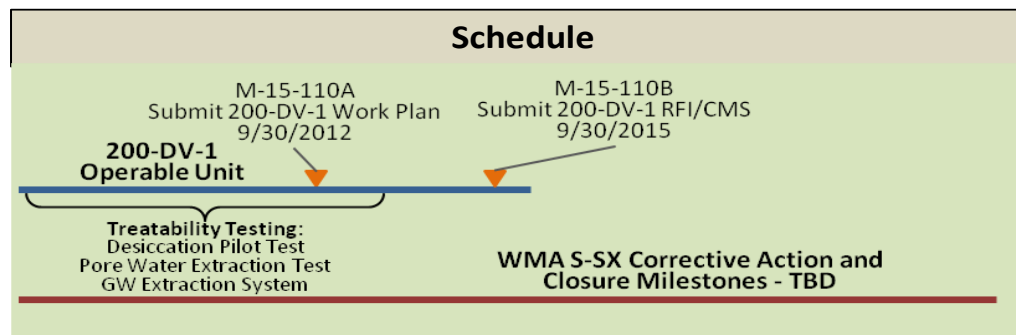 Schedule
M-15-110A
Submit 200-DV-1 Work Plan
9/30/2012
M-15-110B
Submit 200-DV-1 RFI/CMS
9/30/2015
200-DV-1
Operable Unit
Treatability Testing:
Desiccation Pilot Test
Pore Water Extraction Test
GW Extraction System
WMA S-SX Corrective Action and
Closure Milestones - TBD